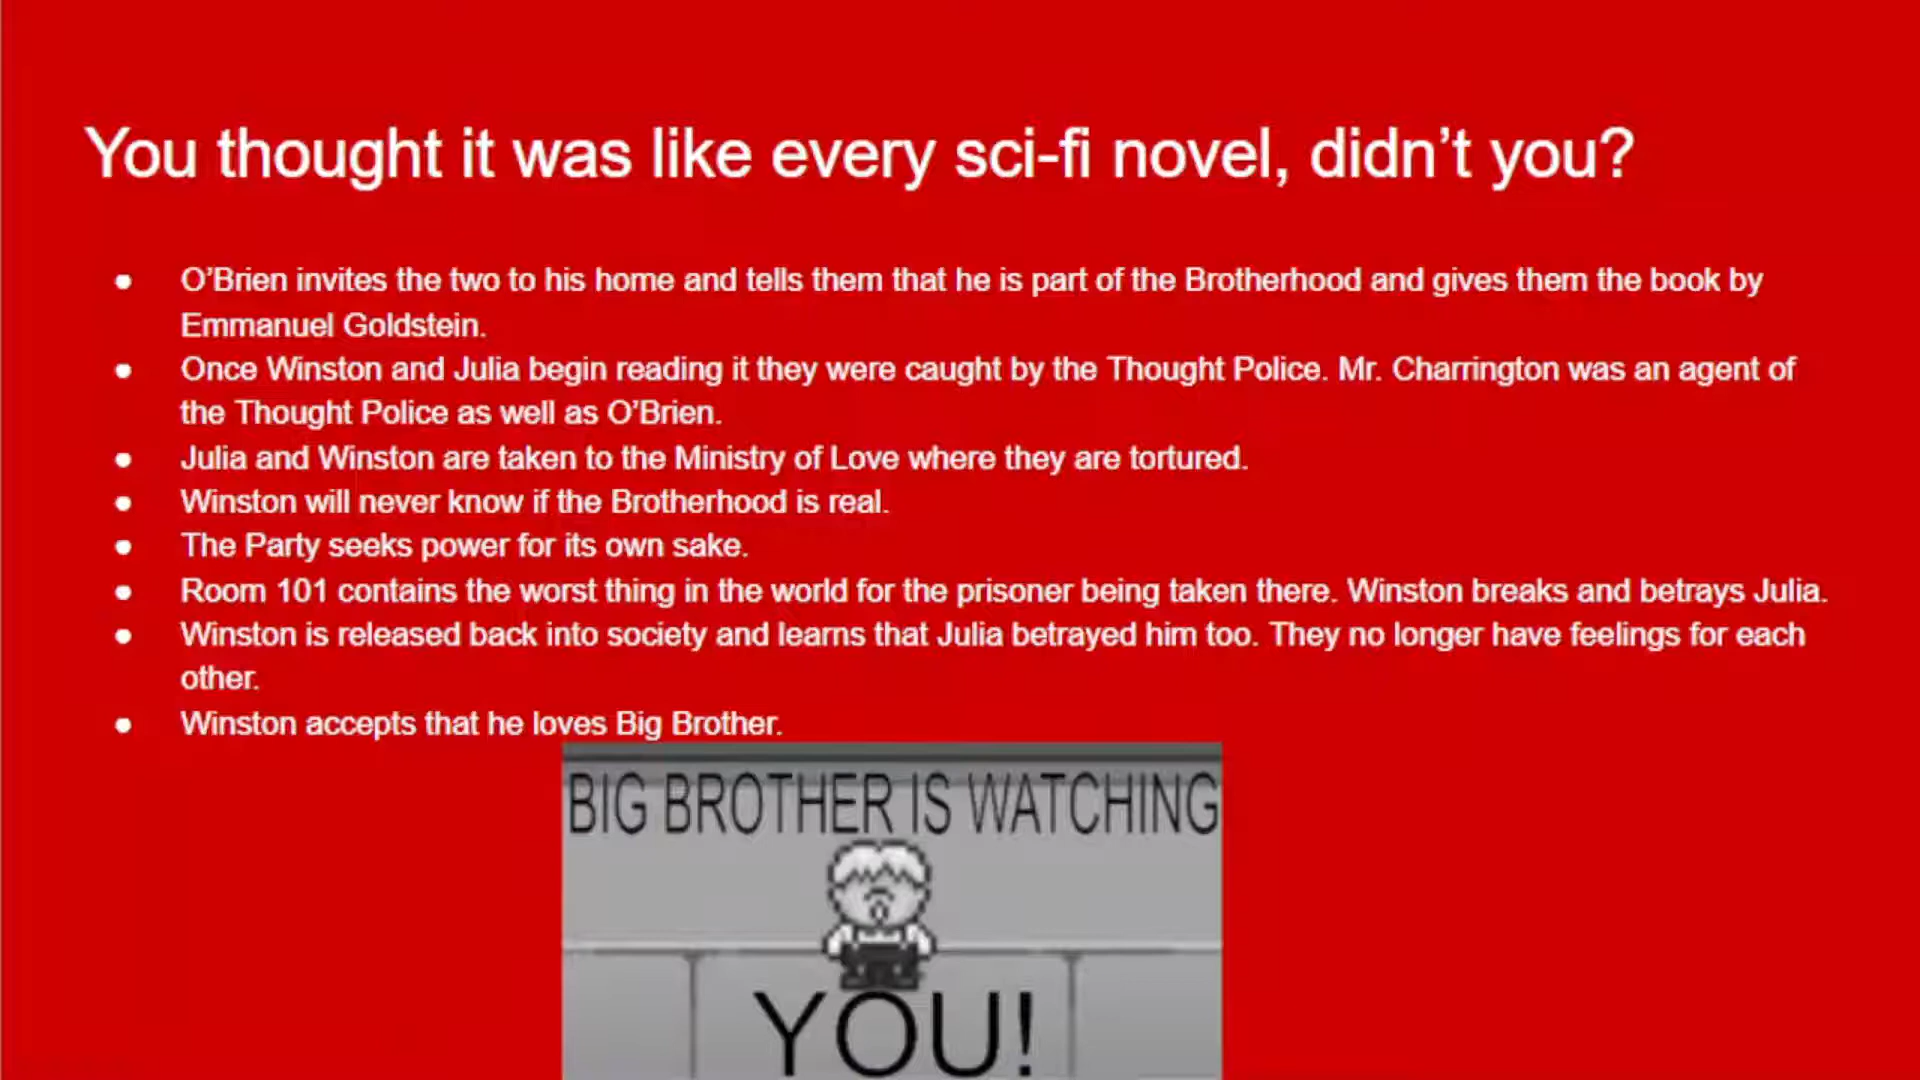 You thought it was like every sci-fi novel, didn’t you?
● O’Brien invites the two to his home and tells them that he is part of the Brotherhood and gives them the book by
Emmanuel Goldstein.
● Once Winston and Julia begin reading it they were caught by the Thought Police. Mr. Charrington was an agent of
the Thought Police as well as O’Brien.
● Julia and Winston are taken to the Ministry of Love where they are tortured.
● Winston will never know if the Brotherhood is real.
● The Party seeks power for its own sake.
● Room 101 contains the worst thing in the world for the prisoner being taken there. Winston breaks and betrays Julia.
● Winston is released back into society and learns that Julia betrayed him too. They no longer have feelings for each
other.
● Winston accepts that he loves Big Brother.
BIG BROTHER IS WATCHING
YOU!